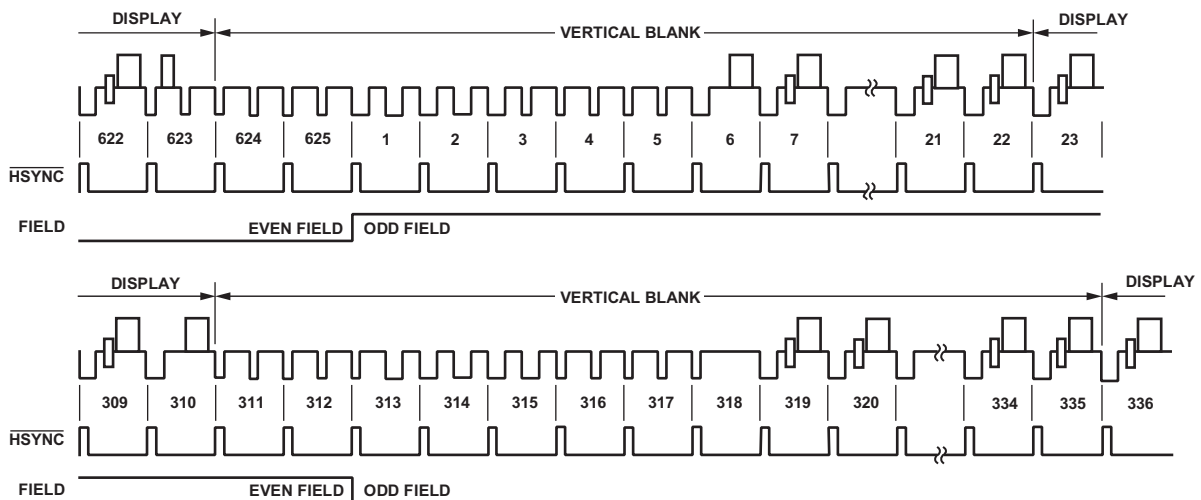 DISPLAY VERTICAL BLANK DISPLAY
622 623 624 625 1 2 3 4 5 6 7 21 22 23
HSYNC
FIELD EVEN FIELD ODD FIELD
DISPLAY VERTICAL BLANK DISPLAY
309 310 311 312 313 314 315 316 317 318 319 320 334 335 336
HSYNC
FIELD EVEN FIELD ODD FIELD